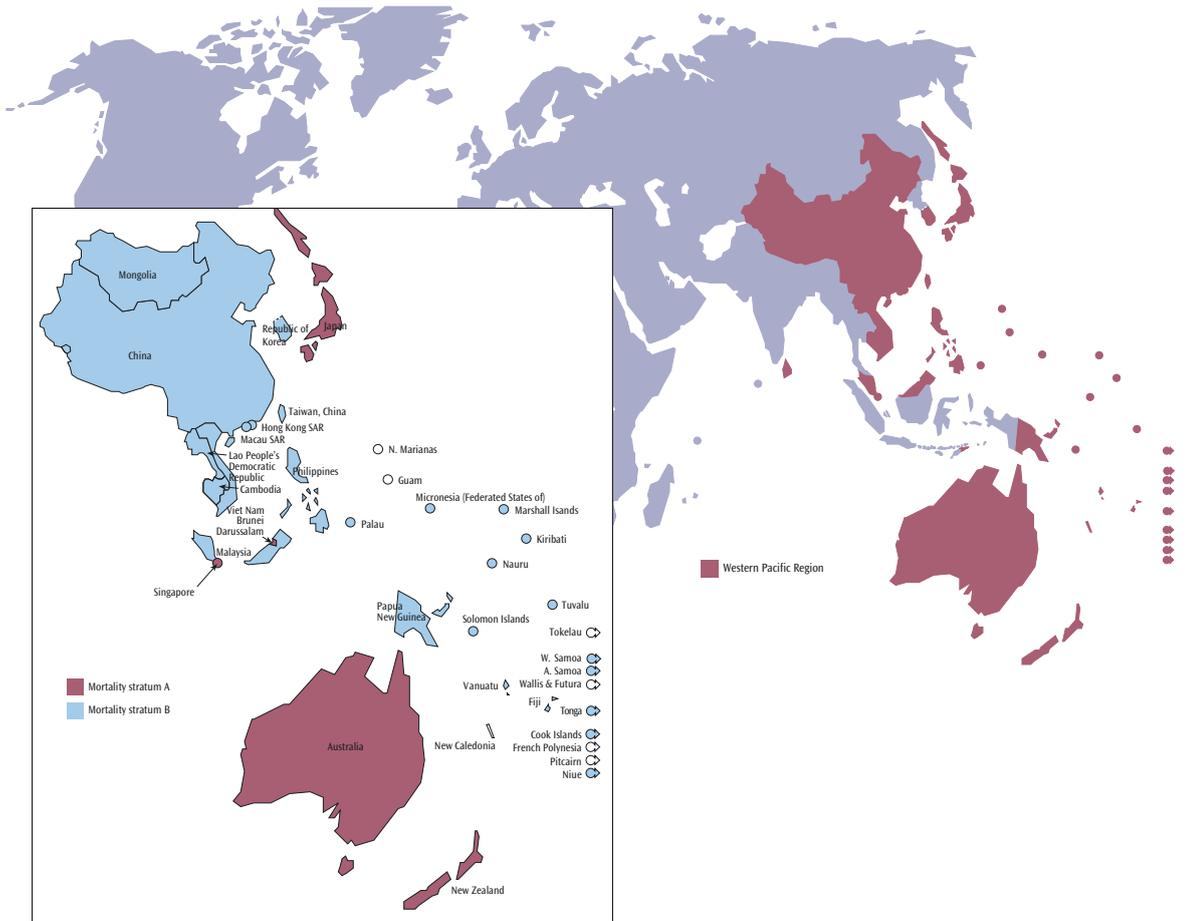 Mongolia
Republic of
Korea
Japan
China
Taiwan, China
Hong Kong SAR
Macau SAR
Lao People's
Democratic
Republic
Cambodia
Philippines
N. Marianas
Guam
Micronesia (Federated States of)
Marshall Isands
Viet Nam
Brunei
Darussalam
Palau
Kiribati
Malaysia
Nauru
Western Pacific Region
Singapore
Papua
New Guinea
Tuvalu
Solomon Islands
Tokelau
W. Samoa
A. Samoa
Vanuatu
Wallis & Futura
Fiji
Tonga
Mortality stratum A
Mortality stratum B
Cook Islands
New Caledonia
French Polynesia
Australia
Pitcairn
Niue
New Zealand